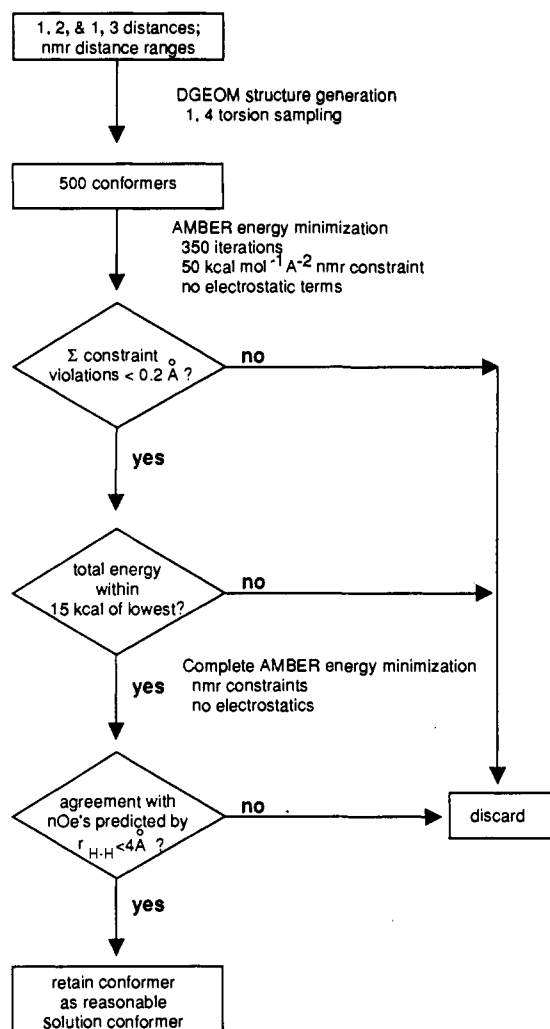 1, 2, & 1, 3 distances;
nmr distance ranges
DGEOM structure generation
1, 4 torsion sampling
500 conformers
AMBER energy minimization
350 iterations
50 kcal mol⁻¹ A⁻² nmr constraint
no electrostatic terms
Σ constraint
violations < 0.2 Å ?
no
yes
total energy
within
15 kcal of lowest?
no
yes
Complete AMBER energy minimization
nmr constraints
no electrostatics
agreement with
nOe's predicted by
r H-H <4Å ?
no
discard
yes
retain conformer
as reasonable
solution conformer